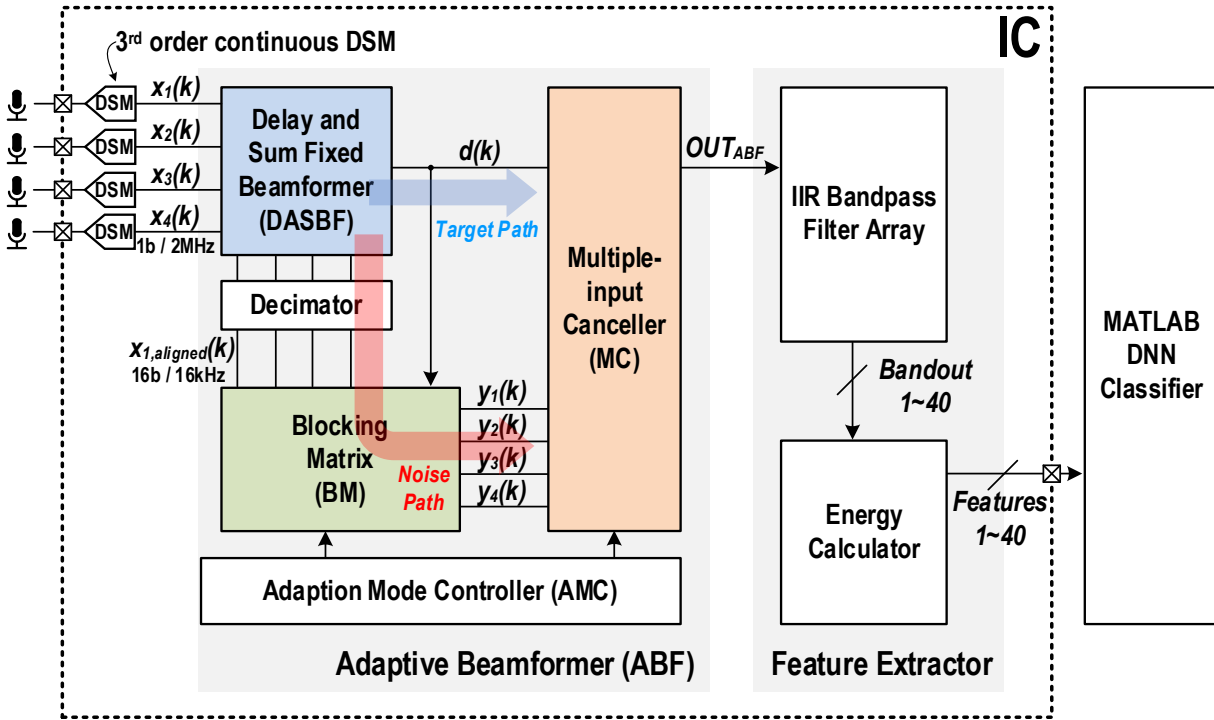 IC
3rd order continuous DSM
DSM
x1(k)
DSM
x2(k)
DSM
x3(k)
DSM
x4(k)
1b / 2MHz
Delay and
Sum Fixed
Beamformer
(DASBF)
d(k)
Target Path
Decimator
x1,aligned(k)
16b / 16kHz
Blocking
Matrix
(BM)
Noise
Path
y1(k)
y2(k)
y3(k)
y4(k)
Multiple-
input
Canceller
(MC)
Adaption Mode Controller (AMC)
Adaptive Beamformer (ABF)
OUTABF
IIR Bandpass
Filter Array
Bandout
1~40
Energy
Calculator
Features
1~40
Feature Extractor
MATLAB
DNN
Classifier